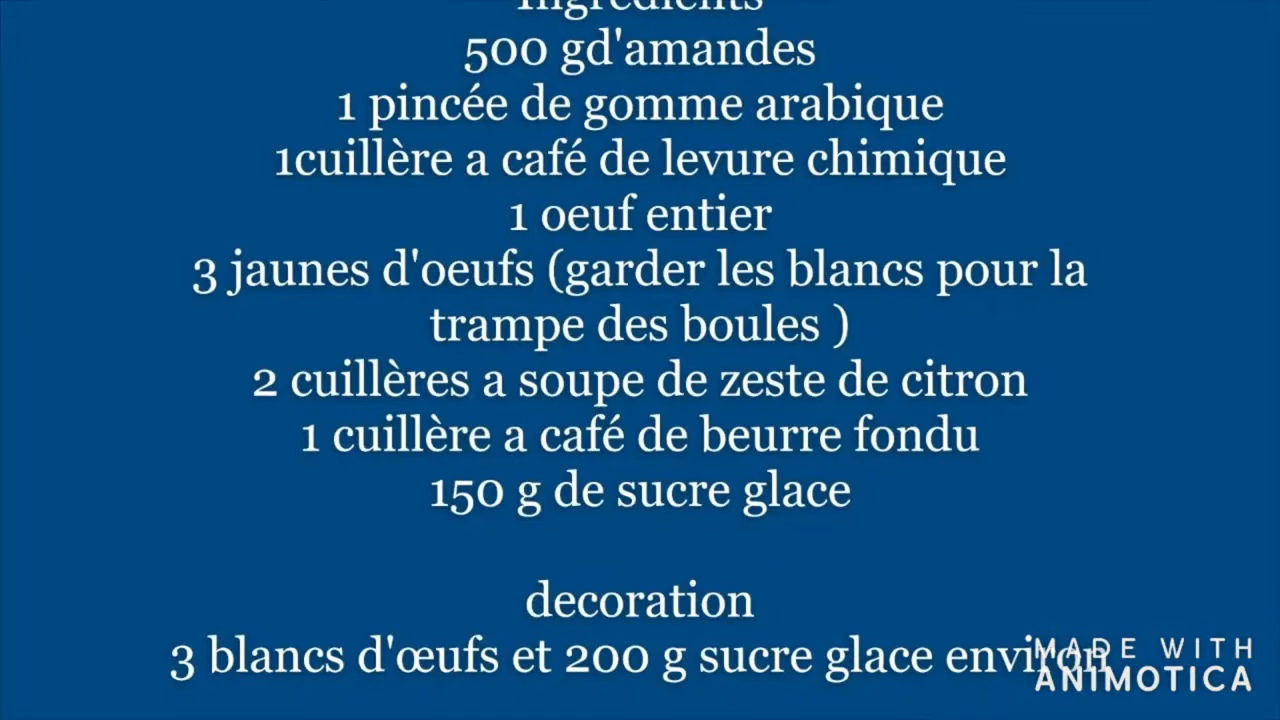 Ingrédients
500 gd'amandes
1 pincée de gomme arabique
1cuillère a café de levure chimique
1 oeuf entier
3 jaunes d'oeufs (garder les blancs pour la
trampe des boules )
2 cuillères a soupe de zeste de citron
1 cuillère a café de beurre fondu
150 g de sucre glace
decoration
3 blancs d'œufs et 200 g sucre glace environ
MADE WITH
ANIMOTICA